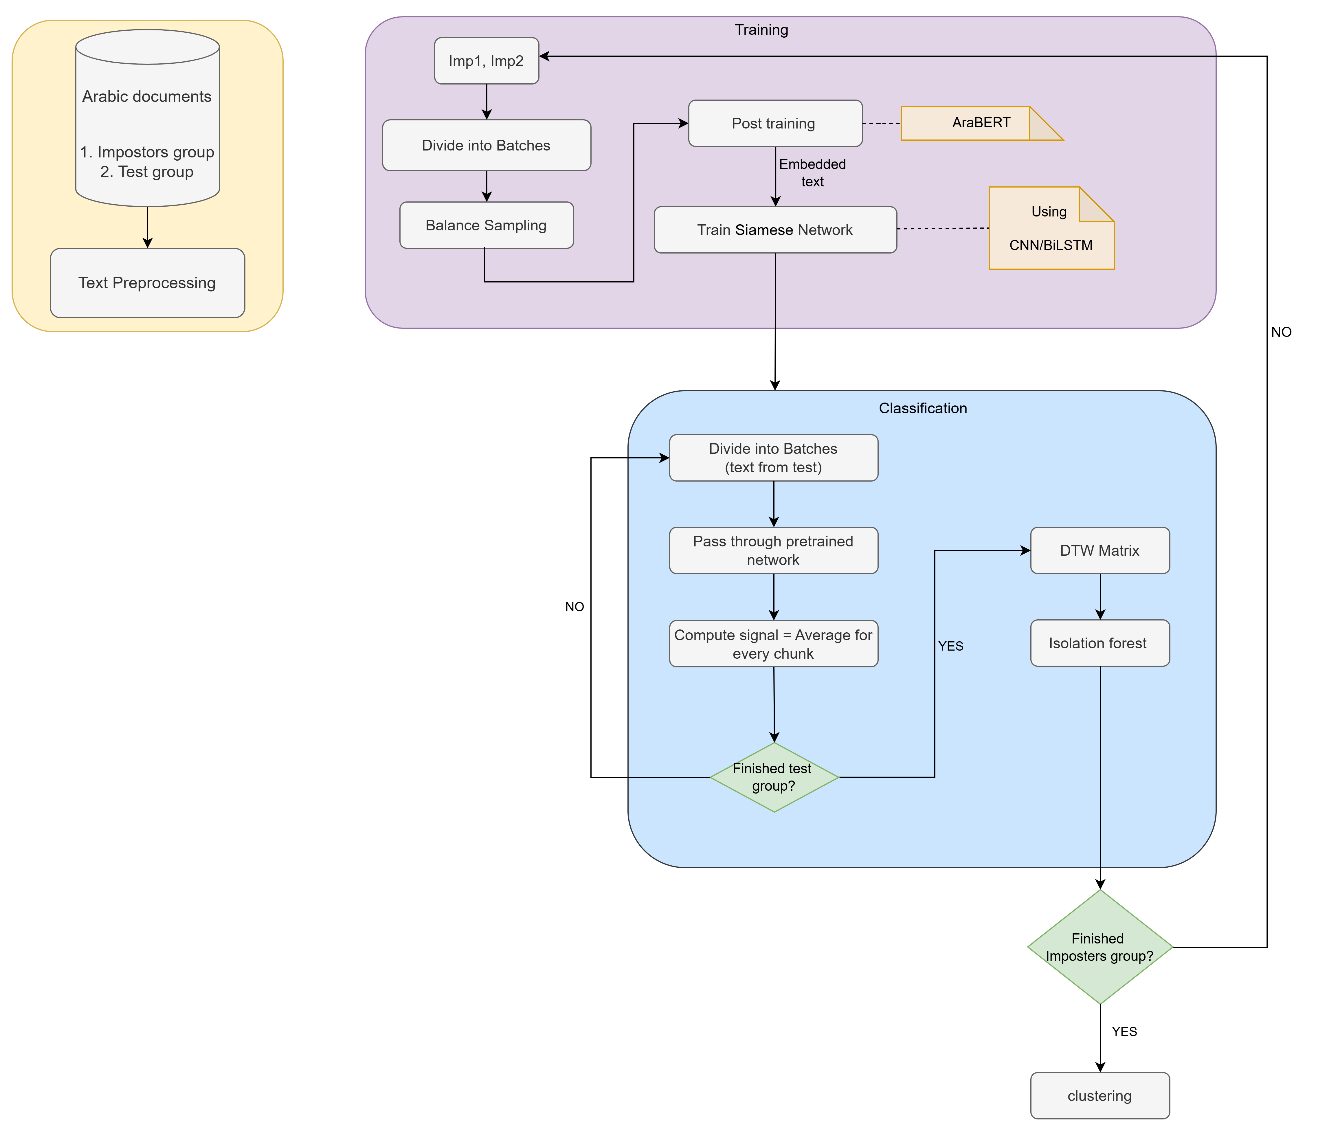 Arabic documents
1. Impostors group
2. Test group
Text Preprocessing
Training
Imp1, Imp2
Divide into Batches
Balance Sampling
Post training
AraBERT
Embedded
text
Train Siamese Network
Using
CNN/BiLSTM
NO
Classification
Divide into Batches
(text from test)
Pass through pretrained
network
Compute signal = Average for
every chunk
Finished test
group?
NO
YES
DTW Matrix
Isolation forest
Finished
Imposters group?
YES
clustering